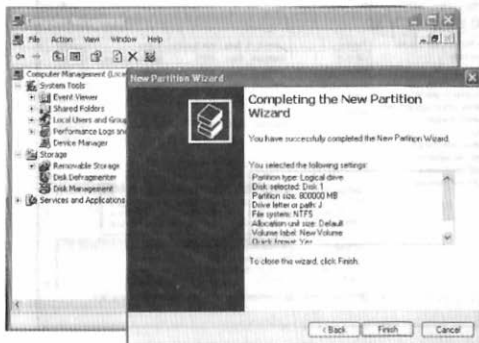 Computer Management
File Action View Window Help
Computer Management (Loca
System Tools
Event Viewer
Shared Folders
Local Users and Group
Performance Logs and
Device Manager
Storage
Removable Storage
Disk Defragmenter
Disk Management
Services and Applications
New Partition Wizard
Completing the New Partition
Wizard
You have successfully completed the New Partition Wizard.
You selected the following settings:
Partition type: Logical drive
Disk selected: Disk 1
Partition size: 800000 MB
Drive letter or path: J
File system: NTFS
Allocation unit size: Default
Volume label: New Volume
Quick format: Yes
To close this wizard, click Finish.
< Back
Finish
Cancel